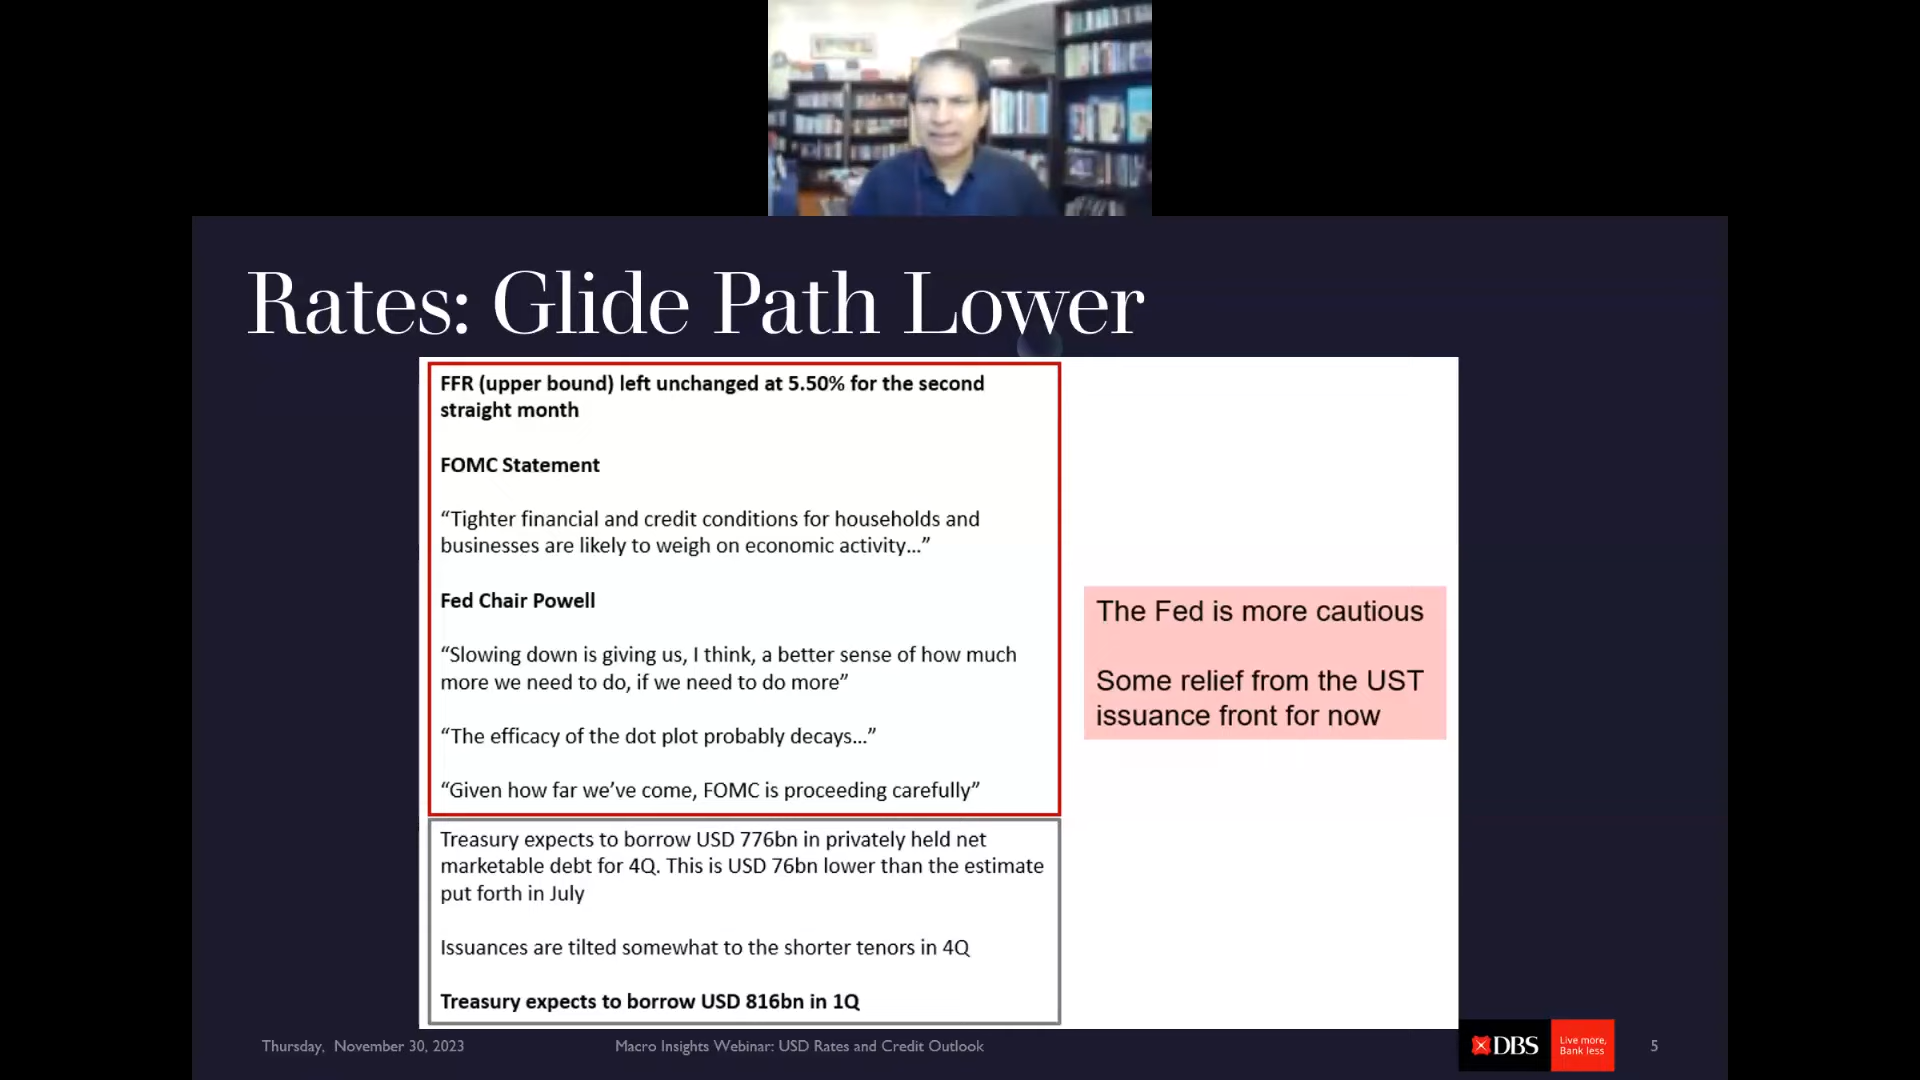 Rates: Glide Path Lower
FFR (upper bound) left unchanged at 5.50% for the second
straight month
FOMC Statement
“Tighter financial and credit conditions for households and
businesses are likely to weigh on economic activity…”
Fed Chair Powell
“Slowing down is giving us, I think, a better sense of how much
more we need to do, if we need to do more”
“The efficacy of the dot plot probably decays…”
“Given how far we’ve come, FOMC is proceeding carefully”
The Fed is more cautious
Some relief from the UST
issuance front for now
Treasury expects to borrow USD 776bn in privately held net
marketable debt for 4Q. This is USD 76bn lower than the estimate
put forth in July
Issuances are tilted somewhat to the shorter tenors in 4Q
Treasury expects to borrow USD 816bn in 1Q
Thursday, November 30, 2023
Macro Insights Webinar: USD Rates and Credit Outlook
DBS
Live more,
Bank less
5